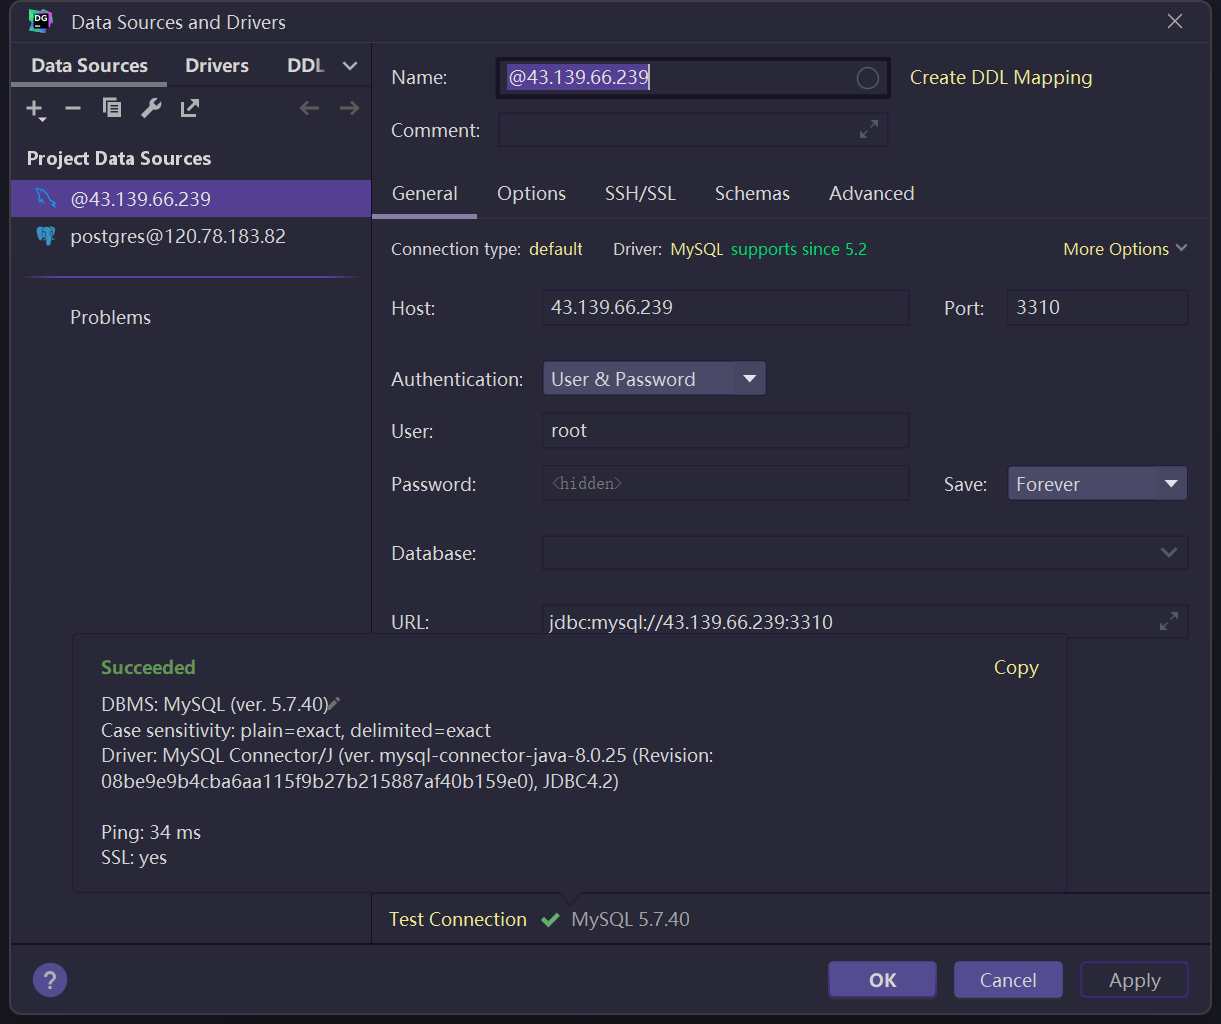 DG
Data Sources and Drivers
Data Sources
Drivers
DDL
Project Data Sources
@43.139.66.239
postgres@120.78.183.82
Problems
Name:
@43.139.66.239
Create DDL Mapping
Comment:
General
Options
SSH/SSL
Schemas
Advanced
Connection type: default
Driver: MySQL supports since 5.2
More Options
Host:
43.139.66.239
Port:
3310
Authentication:
User & Password
User:
root
Password:
<hidden>
Save:
Forever
Database:
URL:
jdbc:mysql://43.139.66.239:3310
Succeeded
Copy
DBMS: MySQL (ver. 5.7.40)
Case sensitivity: plain=exact, delimited=exact
Driver: MySQL Connector/J (ver. mysql-connector-java-8.0.25 (Revision:
08be9e9b4cba6aa115f9b27b215887af40b159e0), JDBC4.2)
Ping: 34 ms
SSL: yes
Test Connection
MySQL 5.7.40
?
OK
Cancel
Apply